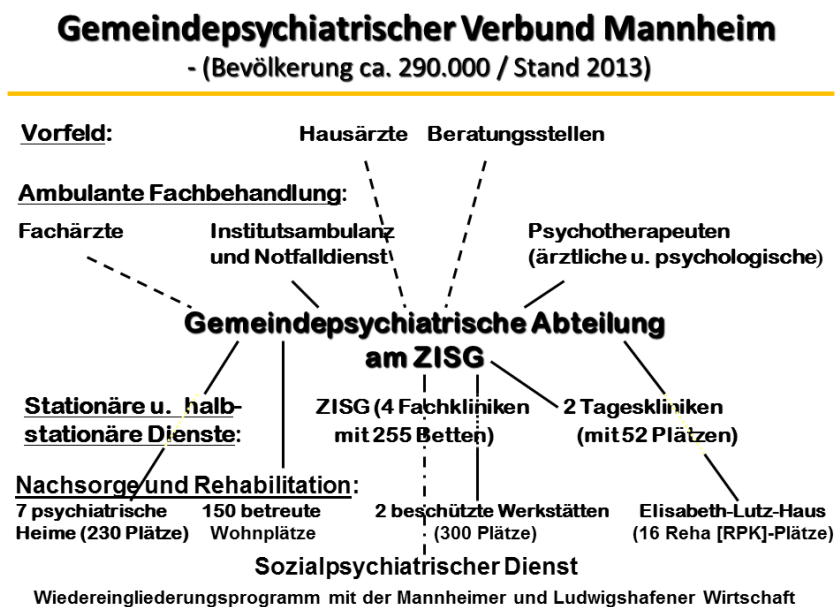 Gemeindepsychiatrischer Verbund Mannheim
- (Bevölkerung ca. 290.000 / Stand 2013)
Vorfeld:
Hausärzte Beratungsstellen
Ambulante Fachbehandlung:
Fachärzte
Institutsambulanz
und Notfalldienst
Psychotherapeuten
(ärztliche u. psychologische)
Gemeindepsychiatrische Abteilung
am ZISG
Stationäre u. halb-
stationäre Dienste:
ZISG (4 Fachkliniken
mit 255 Betten)
2 Tageskliniken
(mit 52 Plätzen)
Nachsorge und Rehabilitation:
7 psychiatrische
Heime (230 Plätze)
150 betreute
Wohnplätze
2 beschützte Werkstätten
(300 Plätze)
Elisabeth-Lutz-Haus
(16 Reha [RPK]-Plätze)
Sozialpsychiatrischer Dienst
Wiedereingliederungsprogramm mit der Mannheimer und Ludwigshafener Wirtschaft